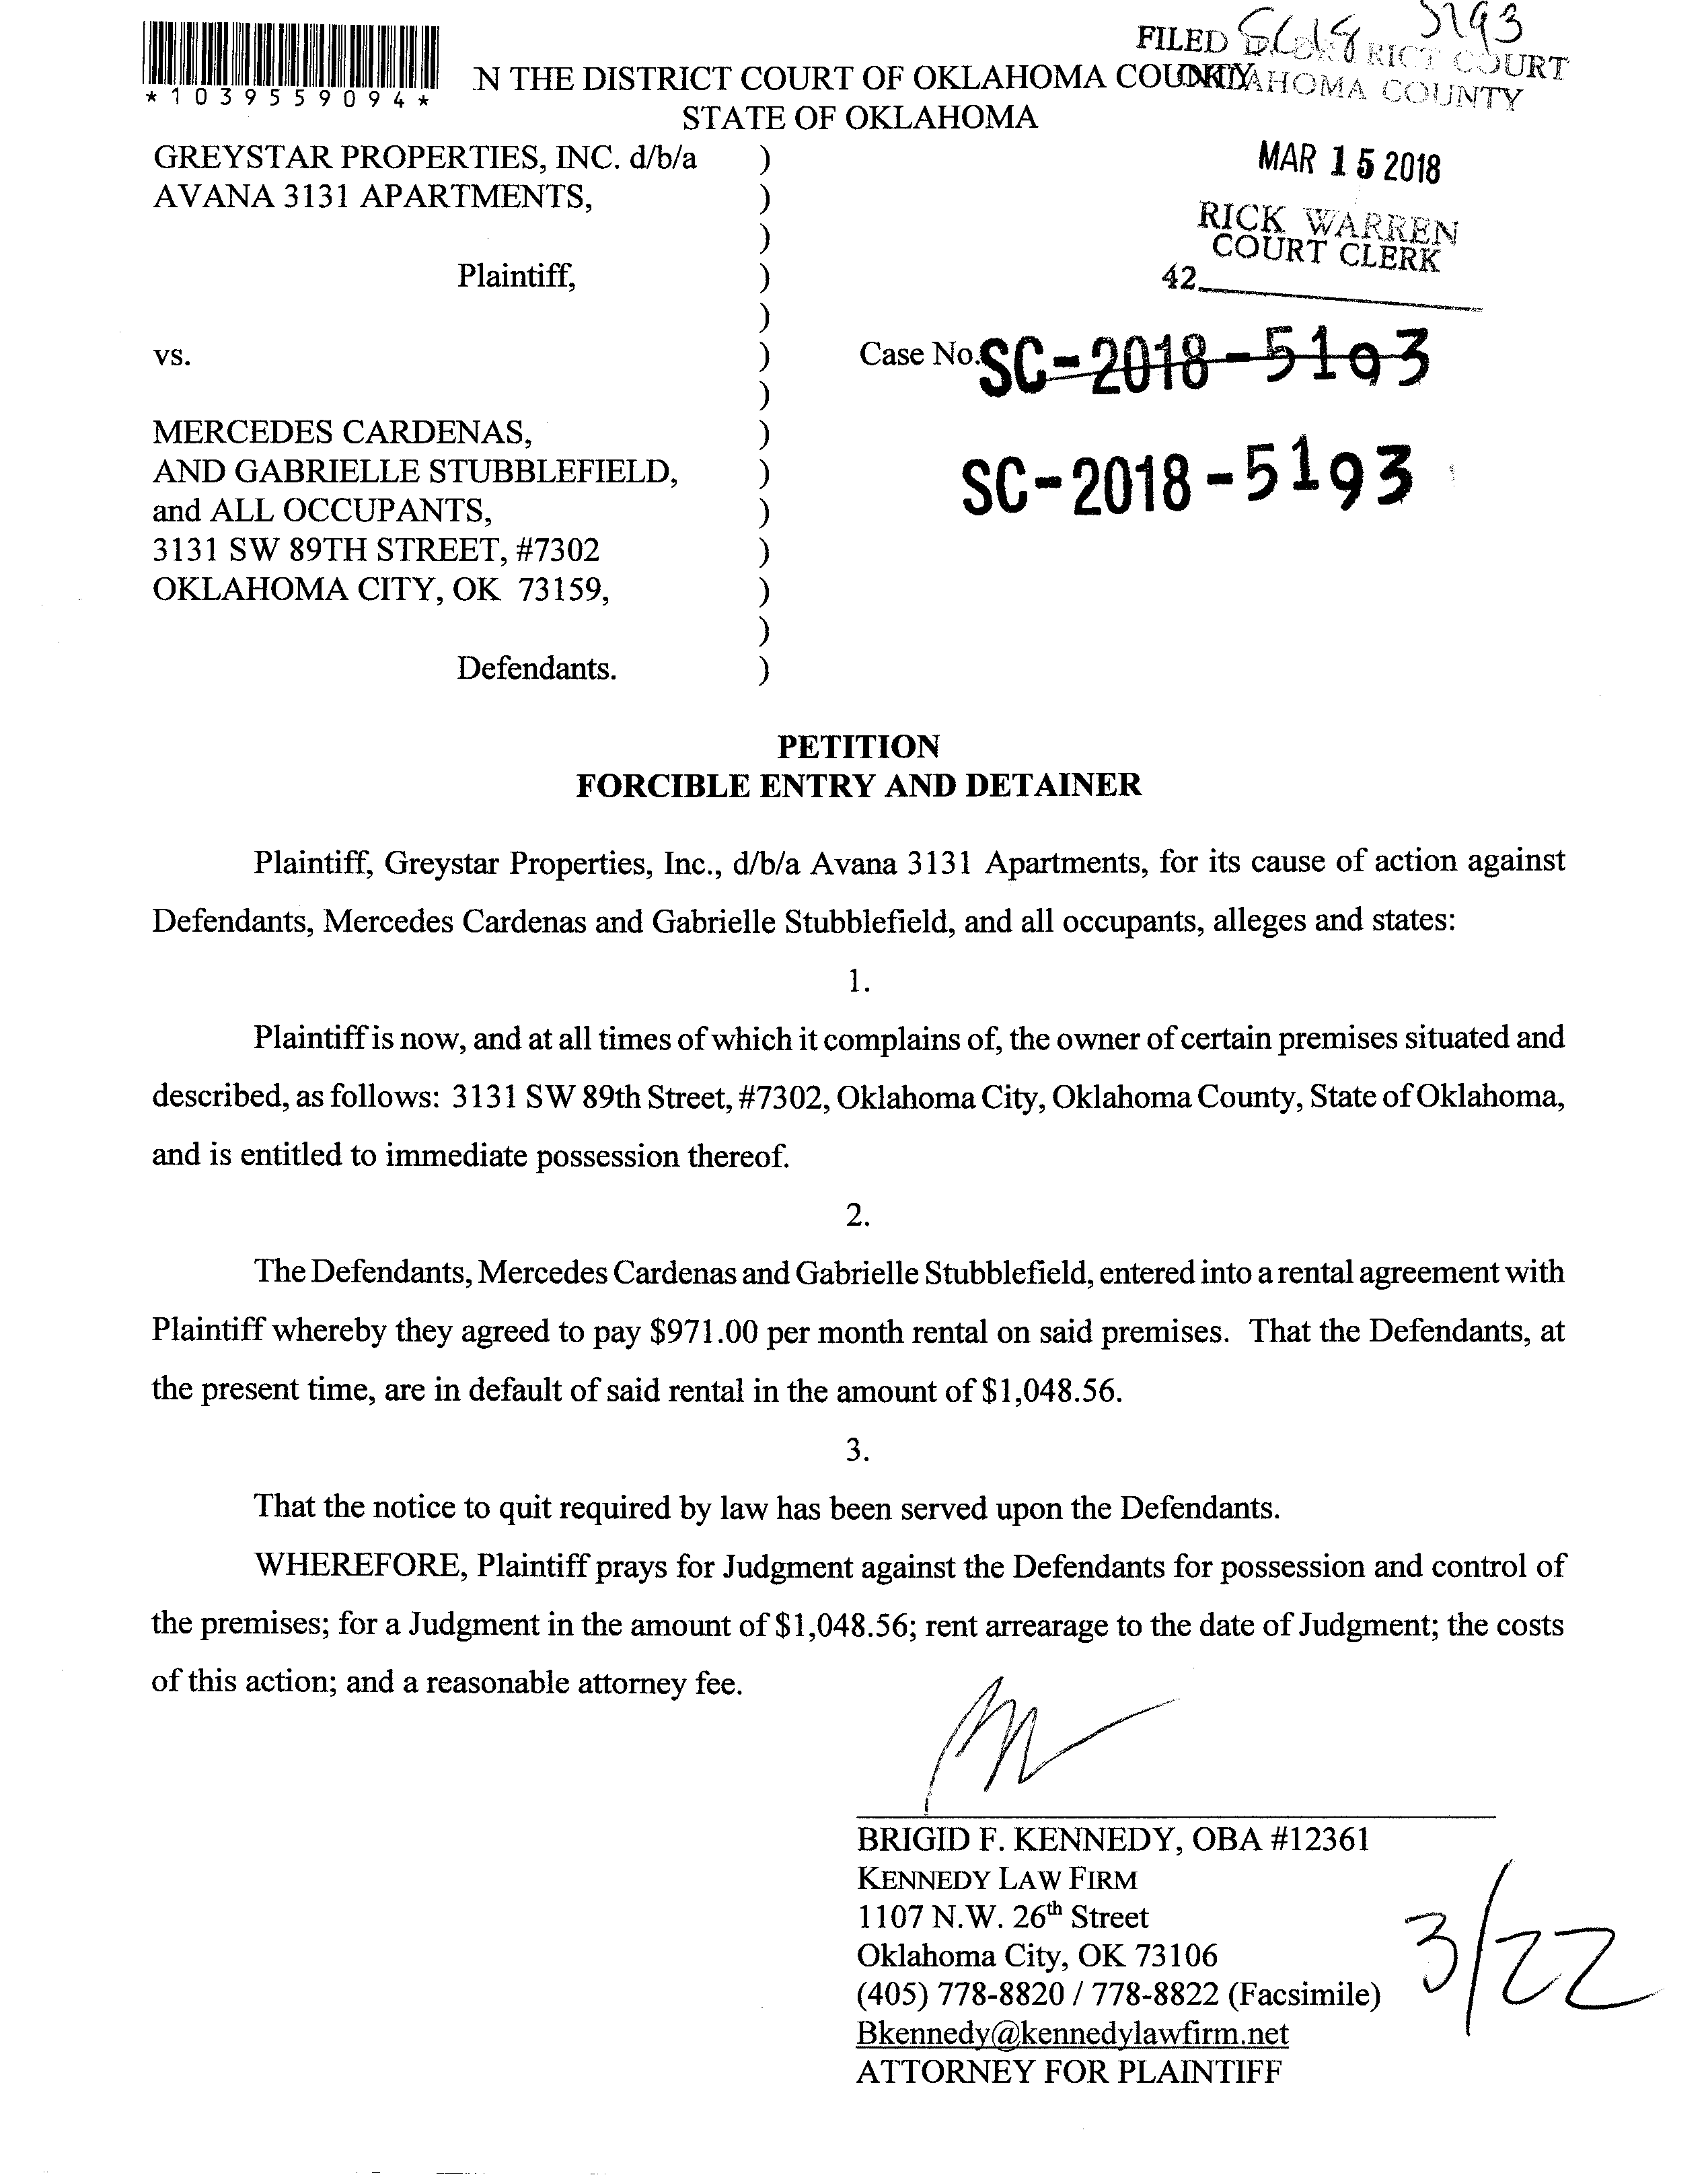 FILED
5193
RICT COURT
N THE DISTRICT COURT OF OKLAHOMA COUNTY
AHOMA COUNTY
*1039559094*
STATE OF OKLAHOMA
GREYSTAR PROPERTIES, INC. d/b/a )
AVANA 3131 APARTMENTS, )
)
Plaintiff, )
)
vs. )
)
MERCEDES CARDENAS, )
AND GABRIELLE STUBBLEFIELD, )
and ALL OCCUPANTS, )
3131 SW 89TH STREET, #7302 )
OKLAHOMA CITY, OK 73159, )
)
Defendants. )
MAR 15 2018
RICK WARREN
COURT CLERK
42
Case No. SC-2018-5193
SC-2018-5193
PETITION
FORCIBLE ENTRY AND DETAINER
Plaintiff, Greystar Properties, Inc., d/b/a Avana 3131 Apartments, for its cause of action against
Defendants, Mercedes Cardenas and Gabrielle Stubblefield, and all occupants, alleges and states:
1.
Plaintiff is now, and at all times of which it complains of, the owner of certain premises situated and
described, as follows: 3131 SW 89th Street, #7302, Oklahoma City, Oklahoma County, State of Oklahoma,
and is entitled to immediate possession thereof.
2.
The Defendants, Mercedes Cardenas and Gabrielle Stubblefield, entered into a rental agreement with
Plaintiff whereby they agreed to pay $971.00 per month rental on said premises. That the Defendants, at
the present time, are in default of said rental in the amount of $1,048.56.
3.
That the notice to quit required by law has been served upon the Defendants.
WHEREFORE, Plaintiff prays for Judgment against the Defendants for possession and control of
the premises; for a Judgment in the amount of $1,048.56; rent arrearage to the date of Judgment; the costs
of this action; and a reasonable attorney fee.
BRIGID F. KENNEDY, OBA #12361
KENNEDY LAW FIRM
1107 N.W. 26th Street
Oklahoma City, OK 73106
(405) 778-8820 / 778-8822 (Facsimile)
Bkennedy@kennedylawfirm.net
ATTORNEY FOR PLAINTIFF
3/22